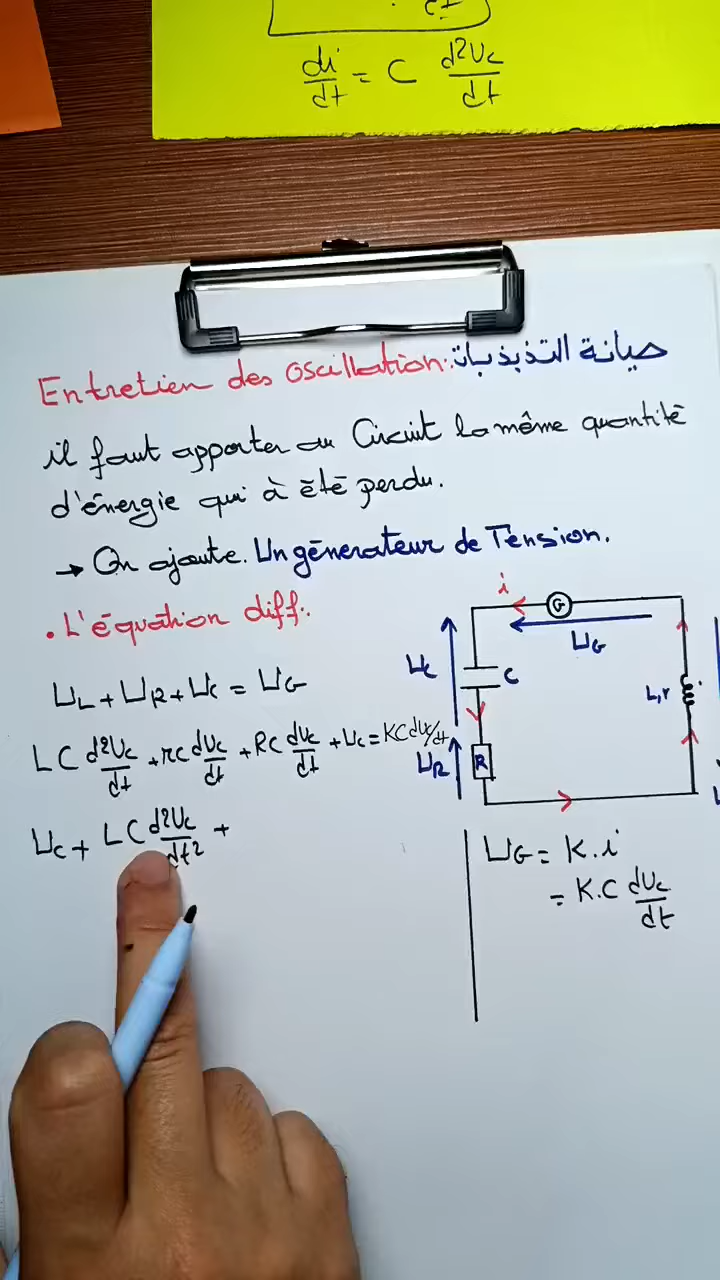 di/dt = C d²Uc/dt
Entretien des oscillation: صيانة التذبذبات
il faut apporter au Circuit la même quantité
d'énergie qui à été perdu.
→ On ajoute. Un génerateur de Tension.
• L'équation diff:
i
G
UG
Uc
C
L,r
UR
R
UL + UR + Uc = UG
LC d²Uc/dt + rC dUc/dt + RC dUc/dt + Uc = KC dUc/dt
Uc + LC d²Uc/dt² +
UG = K.i
= K.C dUc/dt